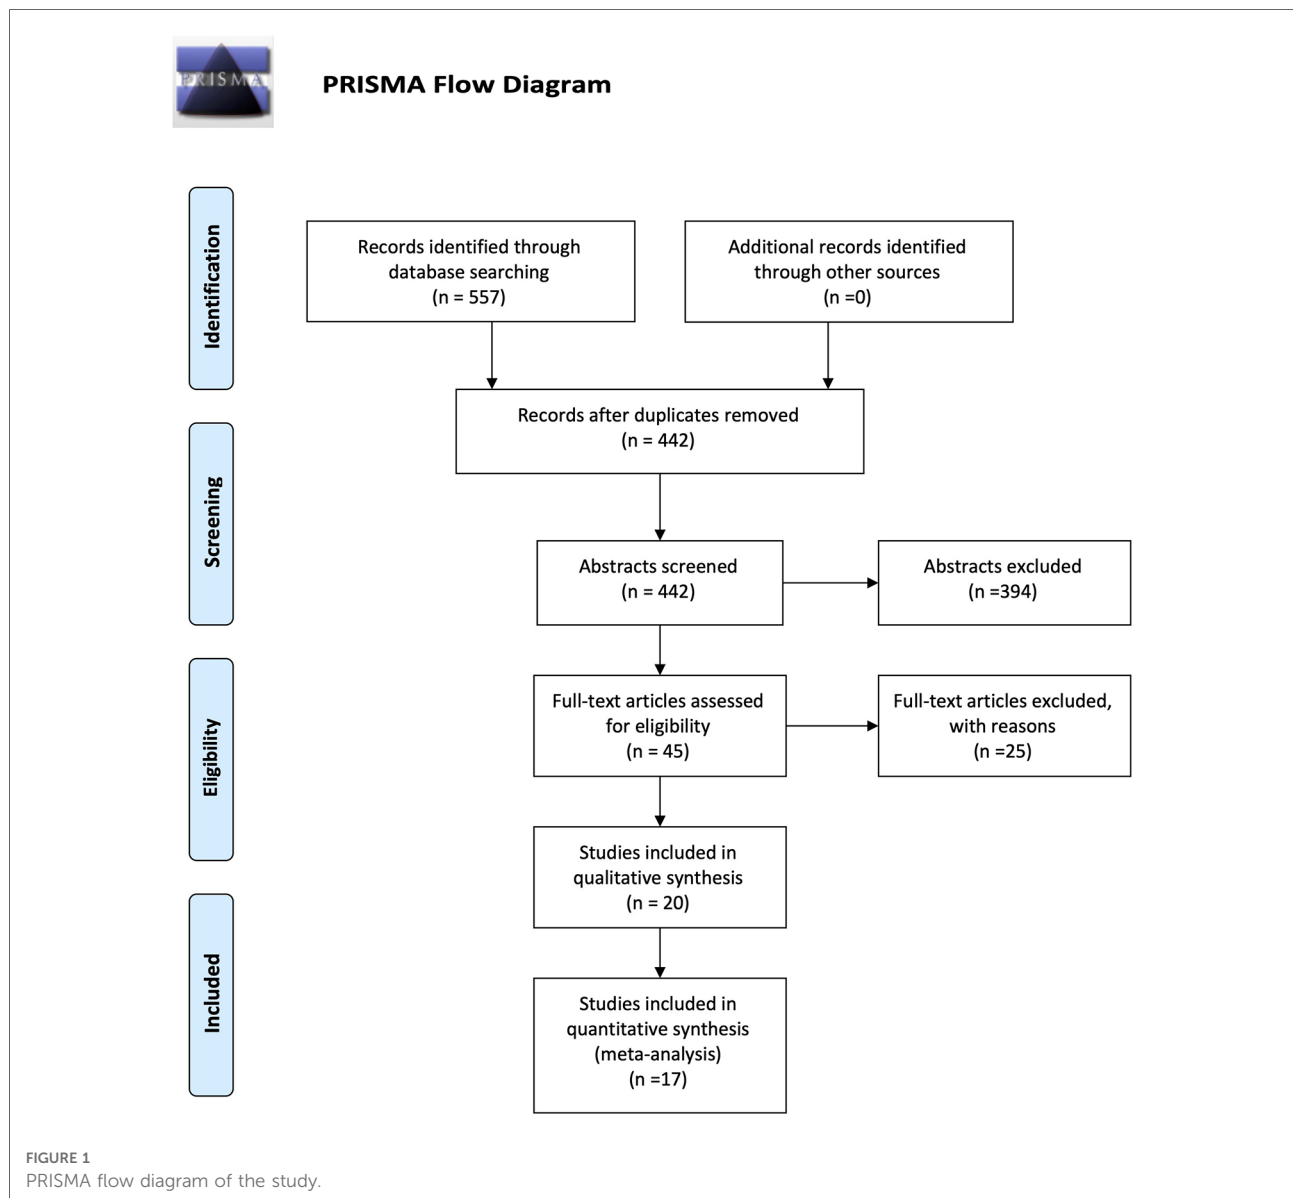 PRISMA
PRISMA Flow Diagram
Identification
Records identified through
database searching
(n = 557)
Additional records identified
through other sources
(n =0)
Records after duplicates removed
(n = 442)
Screening
Abstracts screened
(n = 442)
Abstracts excluded
(n =394)
Eligibility
Full-text articles assessed
for eligibility
(n = 45)
Full-text articles excluded,
with reasons
(n =25)
Studies included in
qualitative synthesis
(n = 20)
Included
Studies included in
quantitative synthesis
(meta-analysis)
(n =17)
FIGURE 1
PRISMA flow diagram of the study.